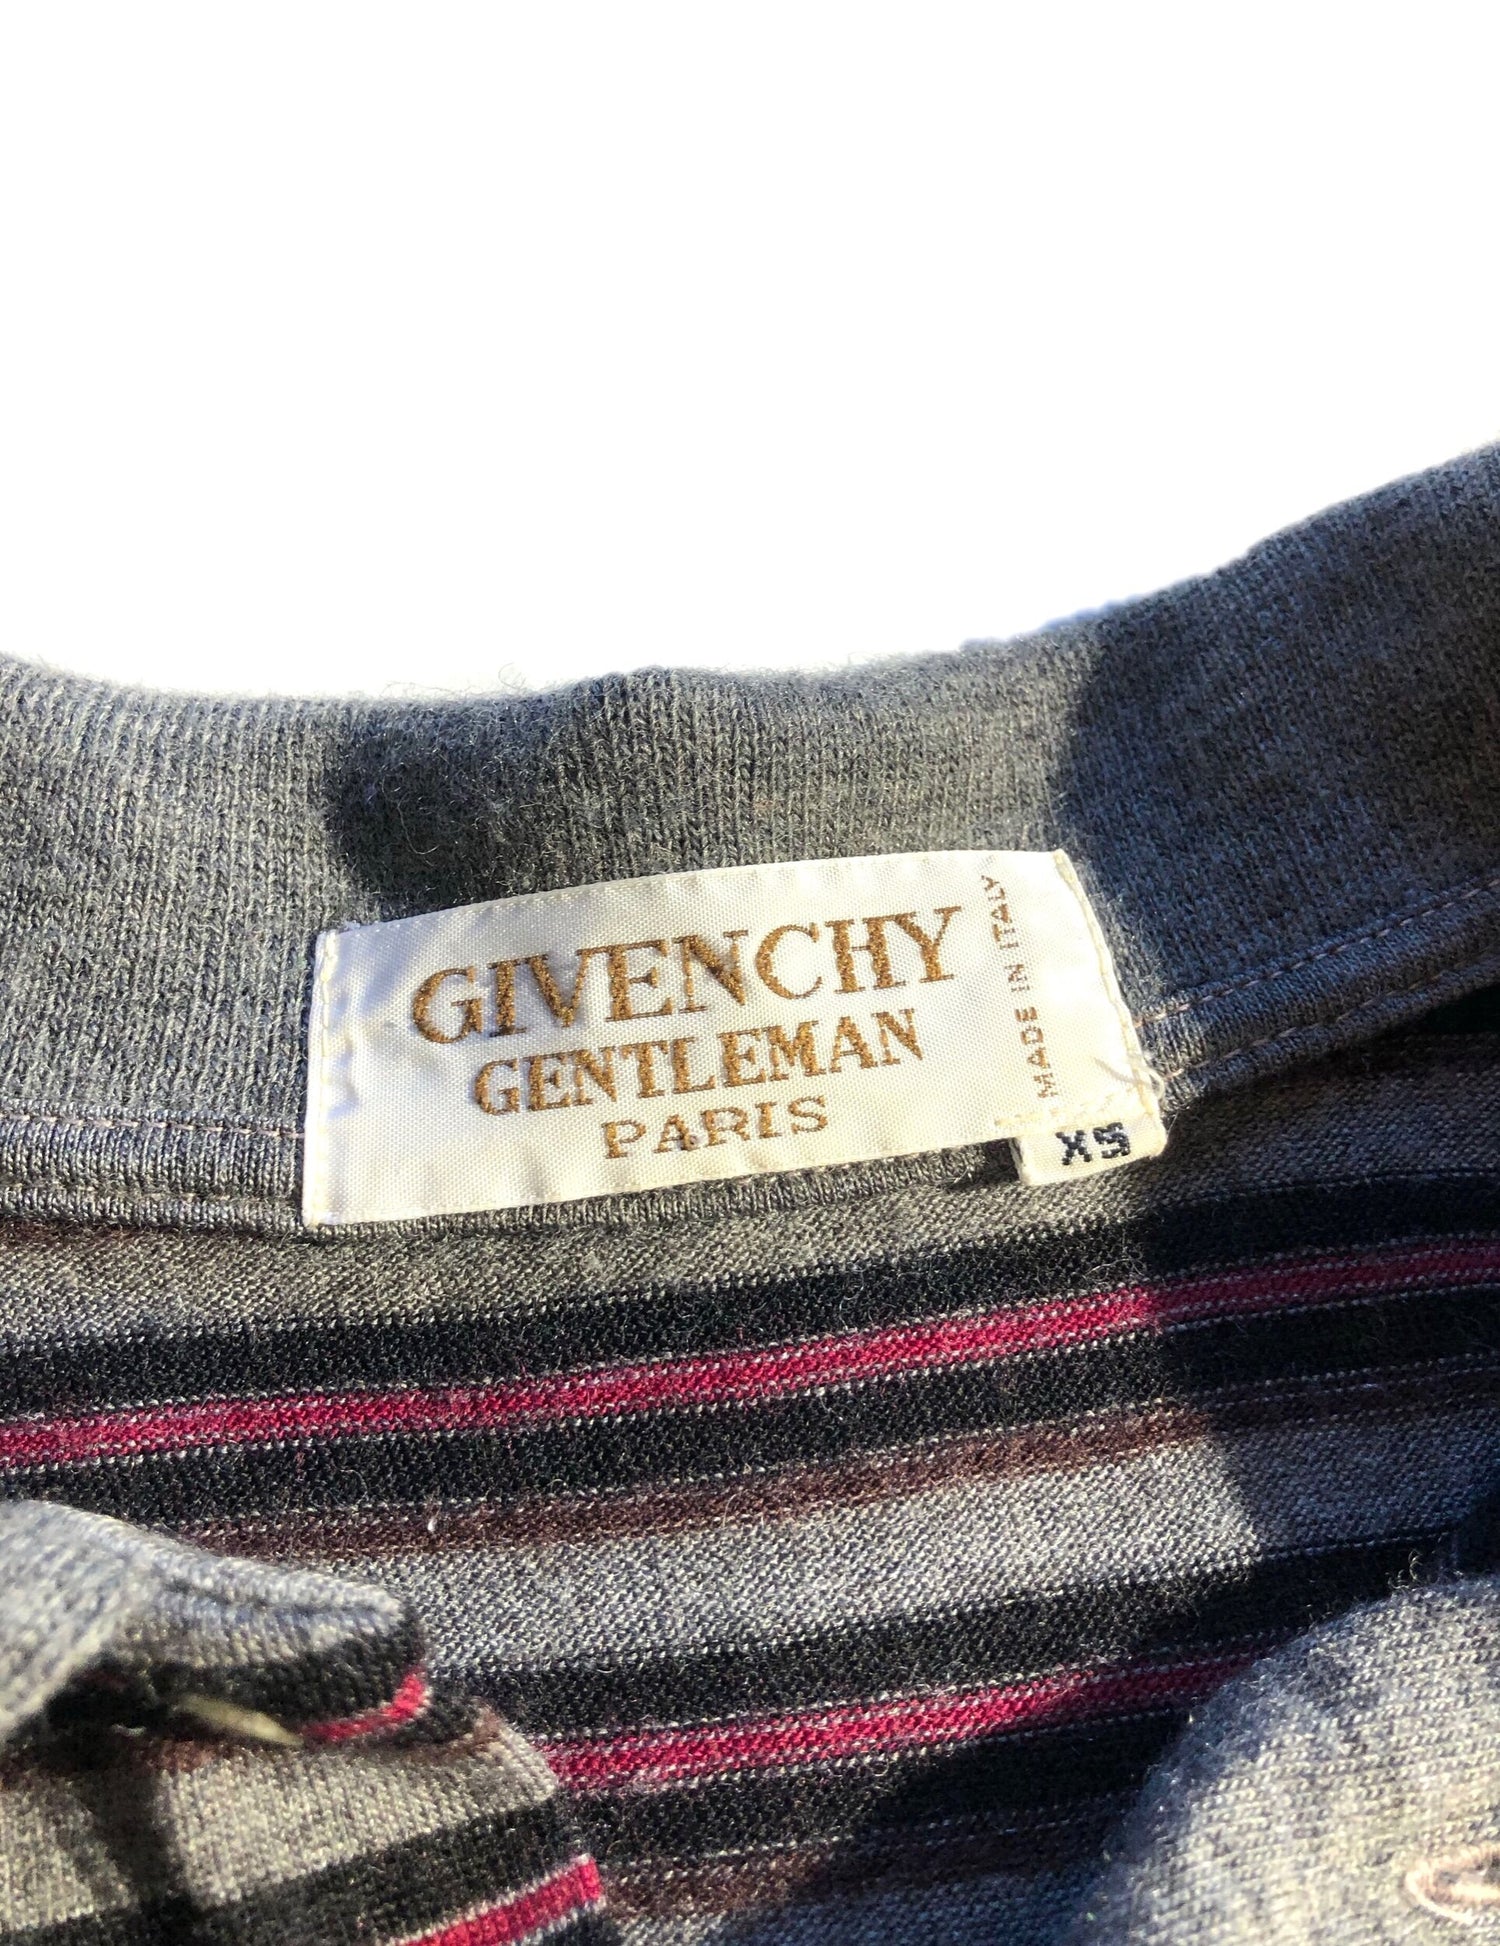 GIVENCHY
GENTLEMAN
PARIS
MADE IN ITALY
XS